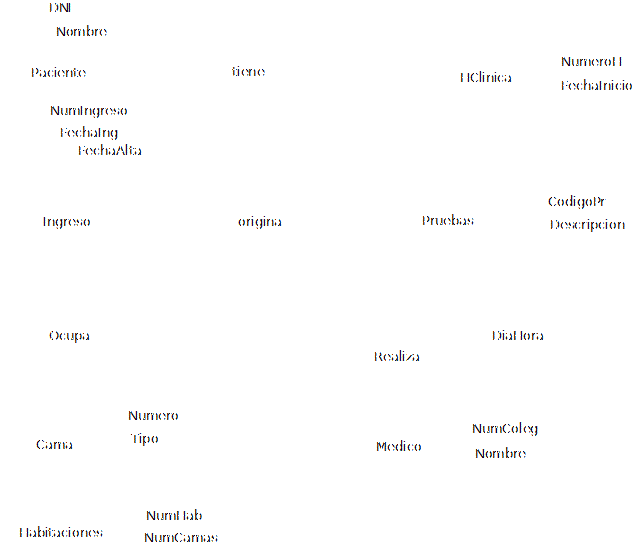 DNI
Nombre
Paciente
tiene
HClinica
NumeroH
FechaInicio
NumIngreso
FechaIng
FechaAlta
Ingreso
origina
Pruebas
CodigoPr
Descripcion
Ocupa
Realiza
DiaHora
Numero
Tipo
Cama
Medico
NumColeg
Nombre
Habitaciones
NumHab
NumCamas